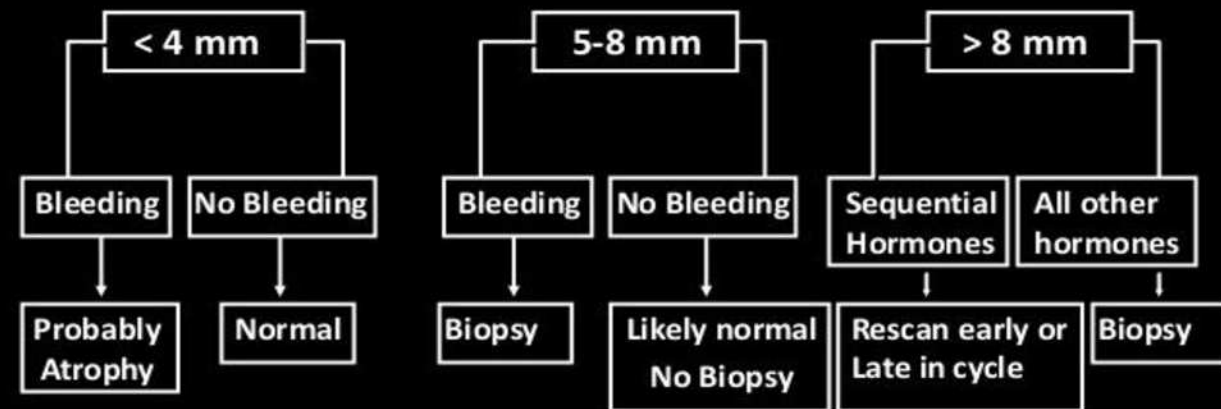 < 4 mm
5-8 mm
> 8 mm
Bleeding
No Bleeding
Bleeding
No Bleeding
Sequential
Hormones
All other
hormones
Probably
Atrophy
Normal
Biopsy
Likely normal
No Biopsy
Rescan early or
Late in cycle
Biopsy